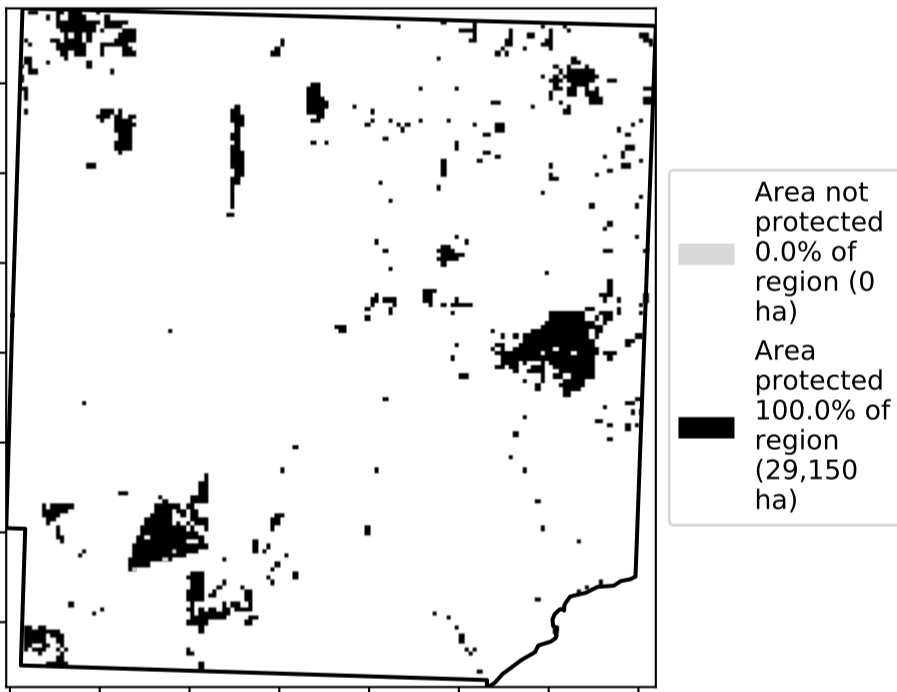 Area not
protected
0.0% of
region (0
ha)
Area
protected
100.0% of
region
(29,150
ha)